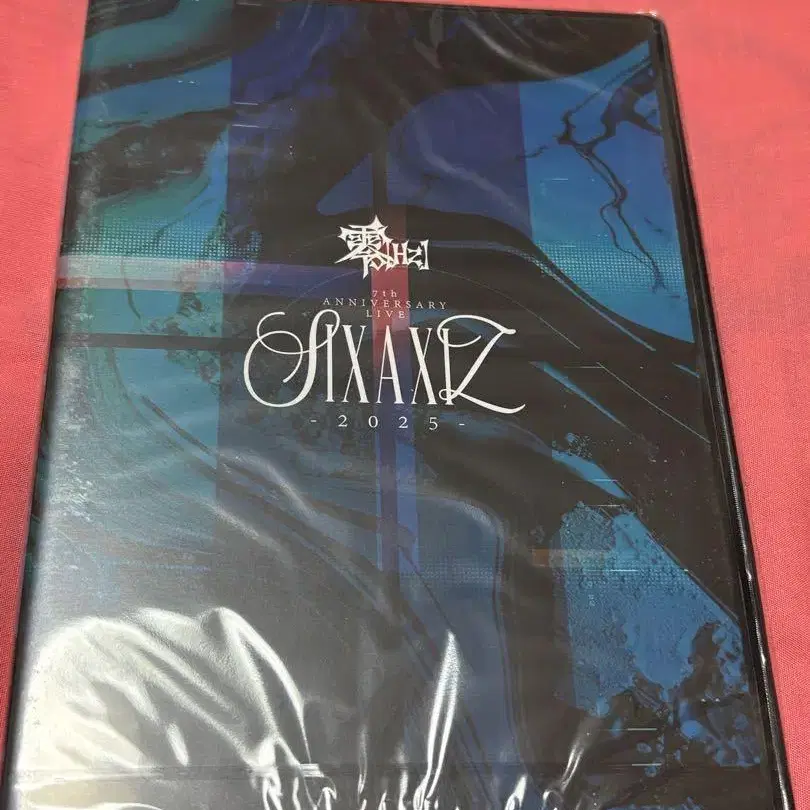 零[Hz]
7th
ANNIVERSARY
LIVE
SIXAXIZ
-2025-